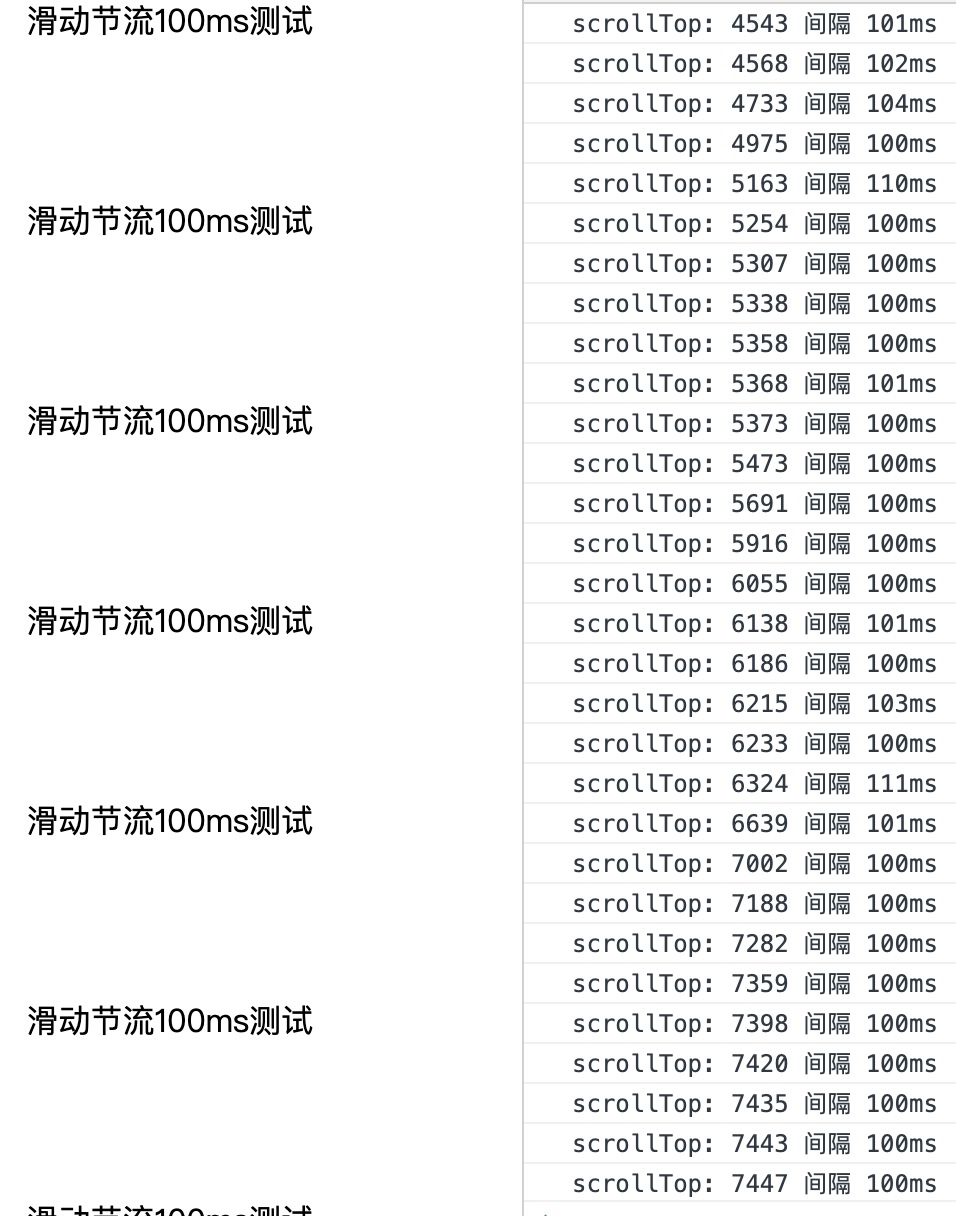 滑动节流100ms测试
滑动节流100ms测试
滑动节流100ms测试
滑动节流100ms测试
滑动节流100ms测试
滑动节流100ms测试
滑动节流100ms测试
scrollTop: 4543 间隔 101ms
scrollTop: 4568 间隔 102ms
scrollTop: 4733 间隔 104ms
scrollTop: 4975 间隔 100ms
scrollTop: 5163 间隔 110ms
scrollTop: 5254 间隔 100ms
scrollTop: 5307 间隔 100ms
scrollTop: 5338 间隔 100ms
scrollTop: 5358 间隔 100ms
scrollTop: 5368 间隔 101ms
scrollTop: 5373 间隔 100ms
scrollTop: 5473 间隔 100ms
scrollTop: 5691 间隔 100ms
scrollTop: 5916 间隔 100ms
scrollTop: 6055 间隔 100ms
scrollTop: 6138 间隔 101ms
scrollTop: 6186 间隔 100ms
scrollTop: 6215 间隔 103ms
scrollTop: 6233 间隔 100ms
scrollTop: 6324 间隔 111ms
scrollTop: 6639 间隔 101ms
scrollTop: 7002 间隔 100ms
scrollTop: 7188 间隔 100ms
scrollTop: 7282 间隔 100ms
scrollTop: 7359 间隔 100ms
scrollTop: 7398 间隔 100ms
scrollTop: 7420 间隔 100ms
scrollTop: 7435 间隔 100ms
scrollTop: 7443 间隔 100ms
scrollTop: 7447 间隔 100ms